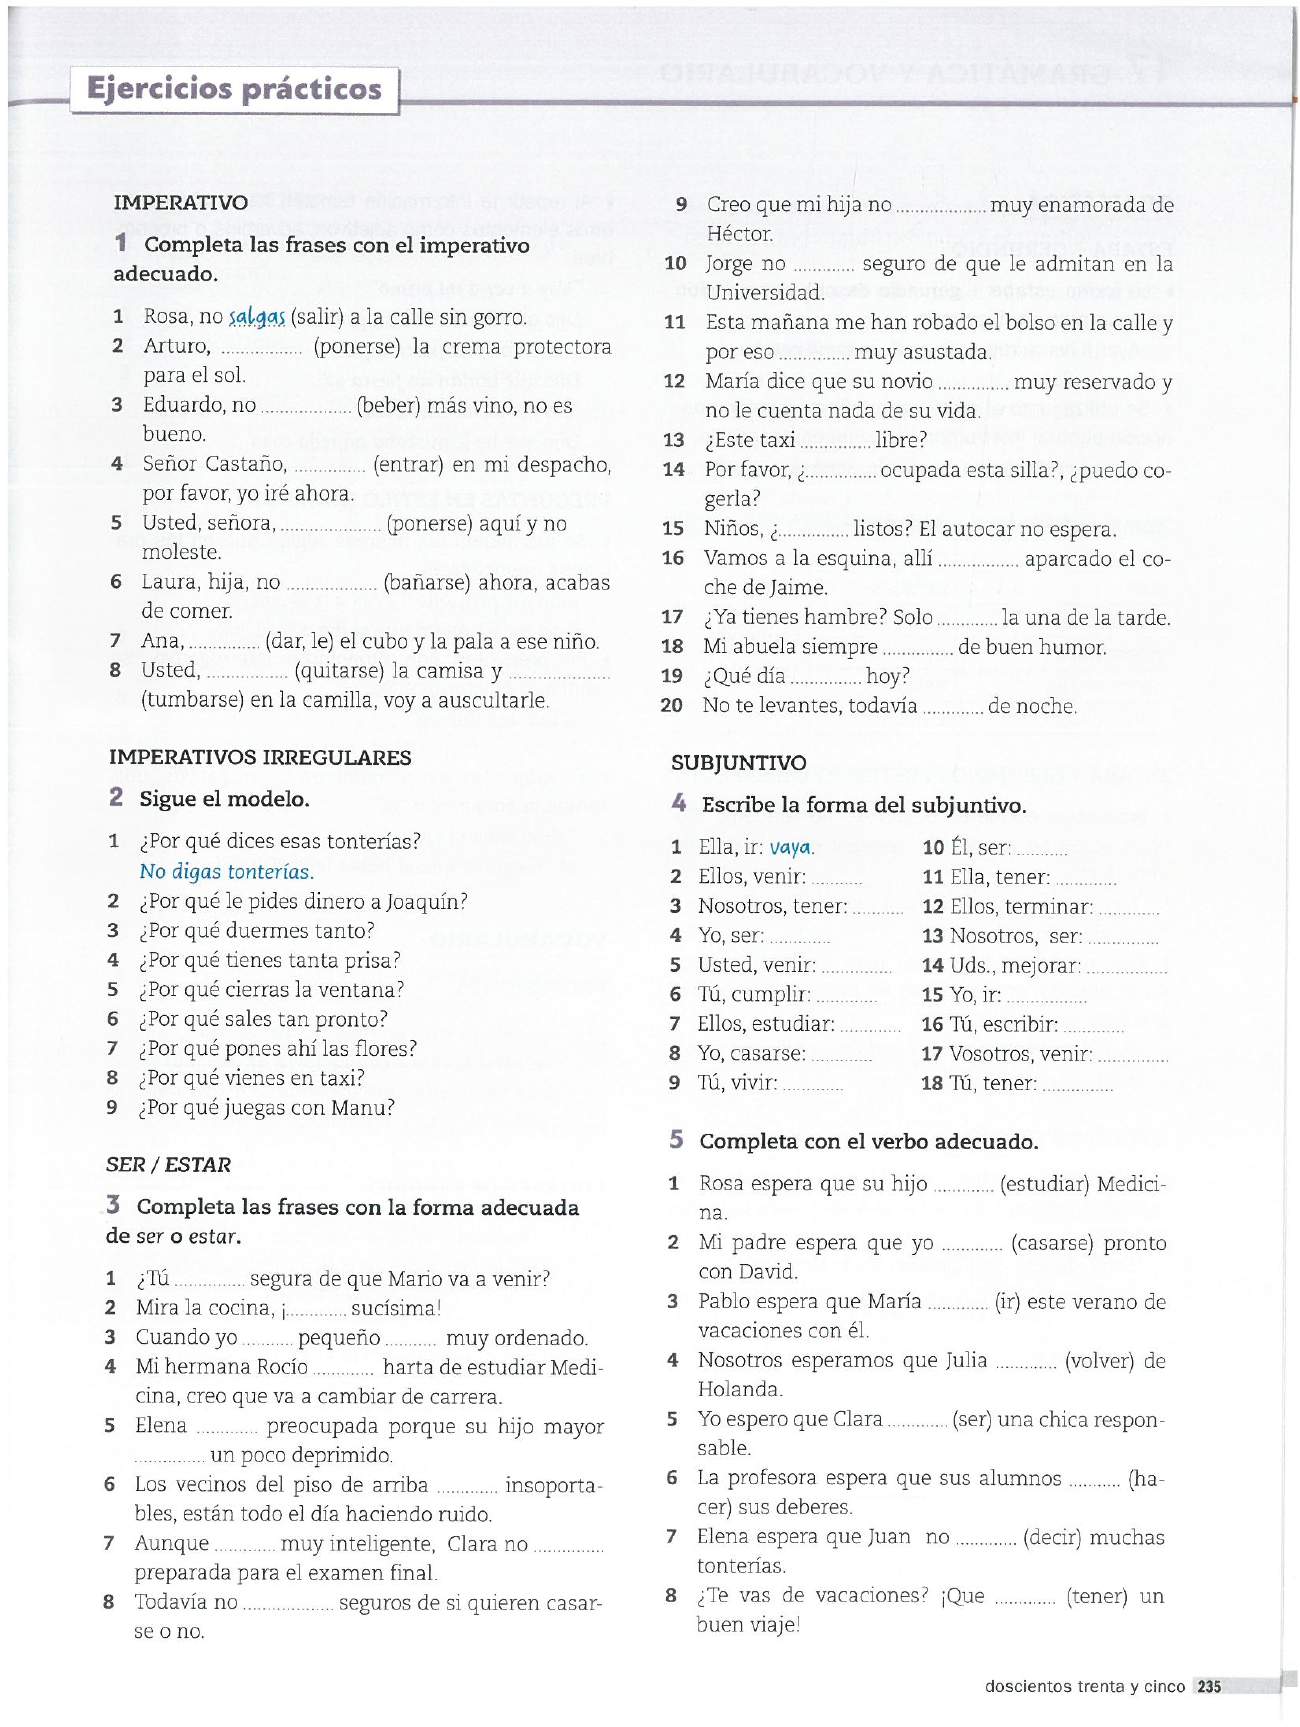 Ejercicios prácticos
IMPERATIVO
1 Completa las frases con el imperativo
adecuado.
1 Rosa, no salgas (salir) a la calle sin gorro.
2 Arturo, ................ (ponerse) la crema protectora
para el sol.
3 Eduardo, no .................. (beber) más vino, no es
bueno.
4 Señor Castaño, .............. (entrar) en mi despacho,
por favor, yo iré ahora.
5 Usted, señora, .................... (ponerse) aquí y no
moleste.
6 Laura, hija, no .................. (bañarse) ahora, acabas
de comer.
7 Ana, .............. (dar, le) el cubo y la pala a ese niño.
8 Usted, ................ (quitarse) la camisa y ....................
(tumbarse) en la camilla, voy a auscultarle.
IMPERATIVOS IRREGULARES
2 Sigue el modelo.
1 ¿Por qué dices esas tonterías?
No digas tonterías.
2 ¿Por qué le pides dinero a Joaquín?
3 ¿Por qué duermes tanto?
4 ¿Por qué tienes tanta prisa?
5 ¿Por qué cierras la ventana?
6 ¿Por qué sales tan pronto?
7 ¿Por qué pones ahí las flores?
8 ¿Por qué vienes en taxi?
9 ¿Por qué juegas con Manu?
SER / ESTAR
3 Completa las frases con la forma adecuada
de ser o estar.
1 ¿Tú .............. segura de que Mario va a venir?
2 Mira la cocina, ¡............ sucísima!
3 Cuando yo .......... pequeño .......... muy ordenado.
4 Mi hermana Rocío ............ harta de estudiar Medi-
cina, creo que va a cambiar de carrera.
5 Elena ............ preocupada porque su hijo mayor
.............. un poco deprimido.
6 Los vecinos del piso de arriba ............ insoporta-
bles, están todo el día haciendo ruido.
7 Aunque ............ muy inteligente, Clara no ..............
preparada para el examen final.
8 Todavía no .................. seguros de si quieren casar-
se o no.
9 Creo que mi hija no .................. muy enamorada de
Héctor.
10 Jorge no ............ seguro de que le admitan en la
Universidad.
11 Esta mañana me han robado el bolso en la calle y
por eso .............. muy asustada.
12 María dice que su novio .............. muy reservado y
no le cuenta nada de su vida.
13 ¿Este taxi .............. libre?
14 Por favor, ¿.............. ocupada esta silla?, ¿puedo co-
gerla?
15 Niños, ¿.............. listos? El autocar no espera.
16 Vamos a la esquina, allí ................ aparcado el co-
che de Jaime.
17 ¿Ya tienes hambre? Solo ............ la una de la tarde.
18 Mi abuela siempre .............. de buen humor.
19 ¿Qué día .............. hoy?
20 No te levantes, todavía ............ de noche.
SUBJUNTIVO
4 Escribe la forma del subjuntivo.
1 Ella, ir: vaya.
2 Ellos, venir: ..........
3 Nosotros, tener: ..........
4 Yo, ser: ............
5 Usted, venir: ..............
6 Tú, cumplir: ............
7 Ellos, estudiar: ............
8 Yo, casarse: ............
9 Tú, vivir: ............
10 Él, ser: ..........
11 Ella, tener: ............
12 Ellos, terminar: ............
13 Nosotros, ser: ..............
14 Uds., mejorar: ................
15 Yo, ir: ................
16 Tú, escribir: ............
17 Vosotros, venir: ..............
18 Tú, tener: ..............
5 Completa con el verbo adecuado.
1 Rosa espera que su hijo ............ (estudiar) Medici-
na.
2 Mi padre espera que yo ............ (casarse) pronto
con David.
3 Pablo espera que María ............ (ir) este verano de
vacaciones con él.
4 Nosotros esperamos que Julia ............ (volver) de
Holanda.
5 Yo espero que Clara ............ (ser) una chica respon-
sable.
6 La profesora espera que sus alumnos .......... (ha-
cer) sus deberes.
7 Elena espera que Juan no ............ (decir) muchas
tonterías.
8 ¿Te vas de vacaciones? ¡Que ............ (tener) un
buen viaje!
doscientos trenta y cinco 235